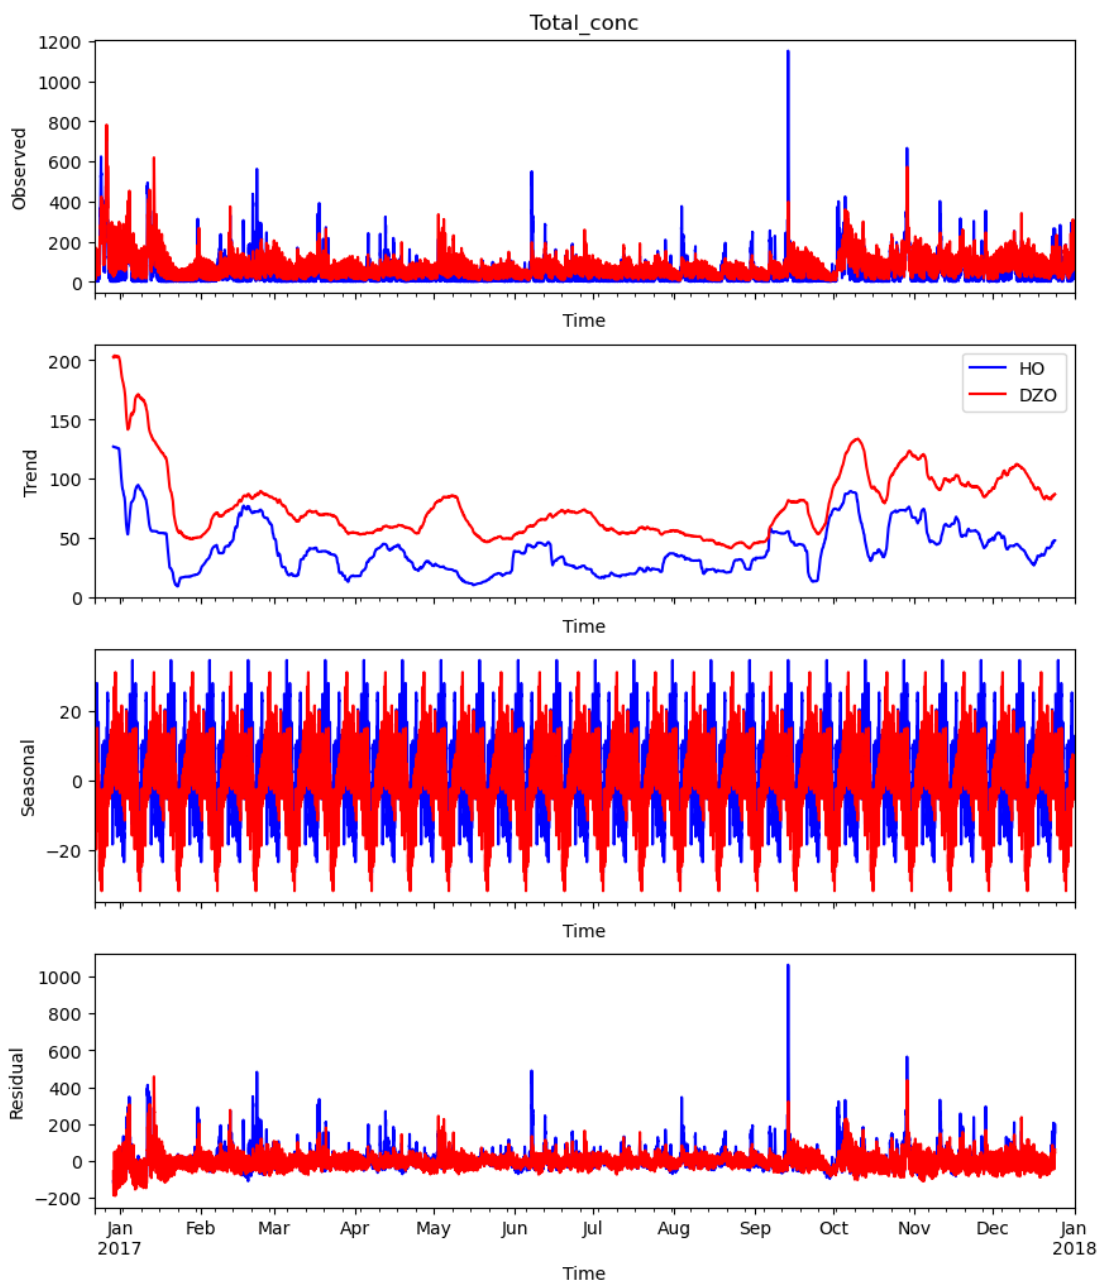 Total_conc
1200
1000
800
600
400
200
0
Observed
Time
200
150
100
50
0
Trend
HO
DZO
Time
20
0
−20
Seasonal
Time
1000
800
600
400
200
0
−200
Residual
Jan Feb Mar Apr May Jun Jul Aug Sep Oct Nov Dec Jan
2017 2018
Time